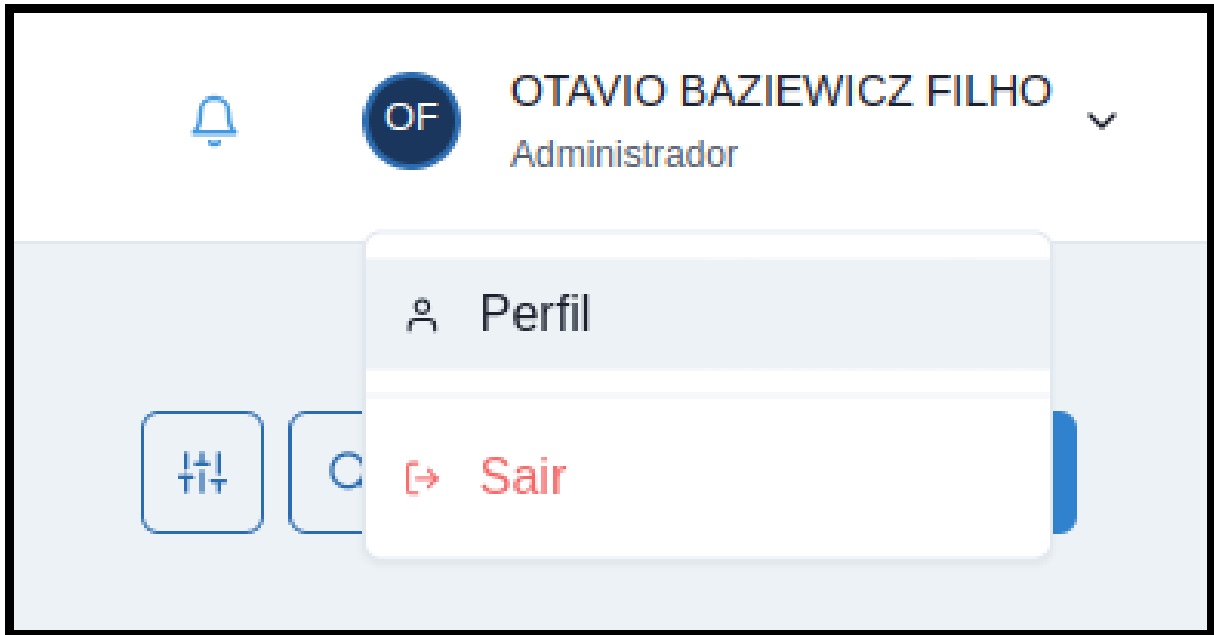 OF
OTAVIO BAZIEWICZ FILHO
Administrador
Perfil
Sair